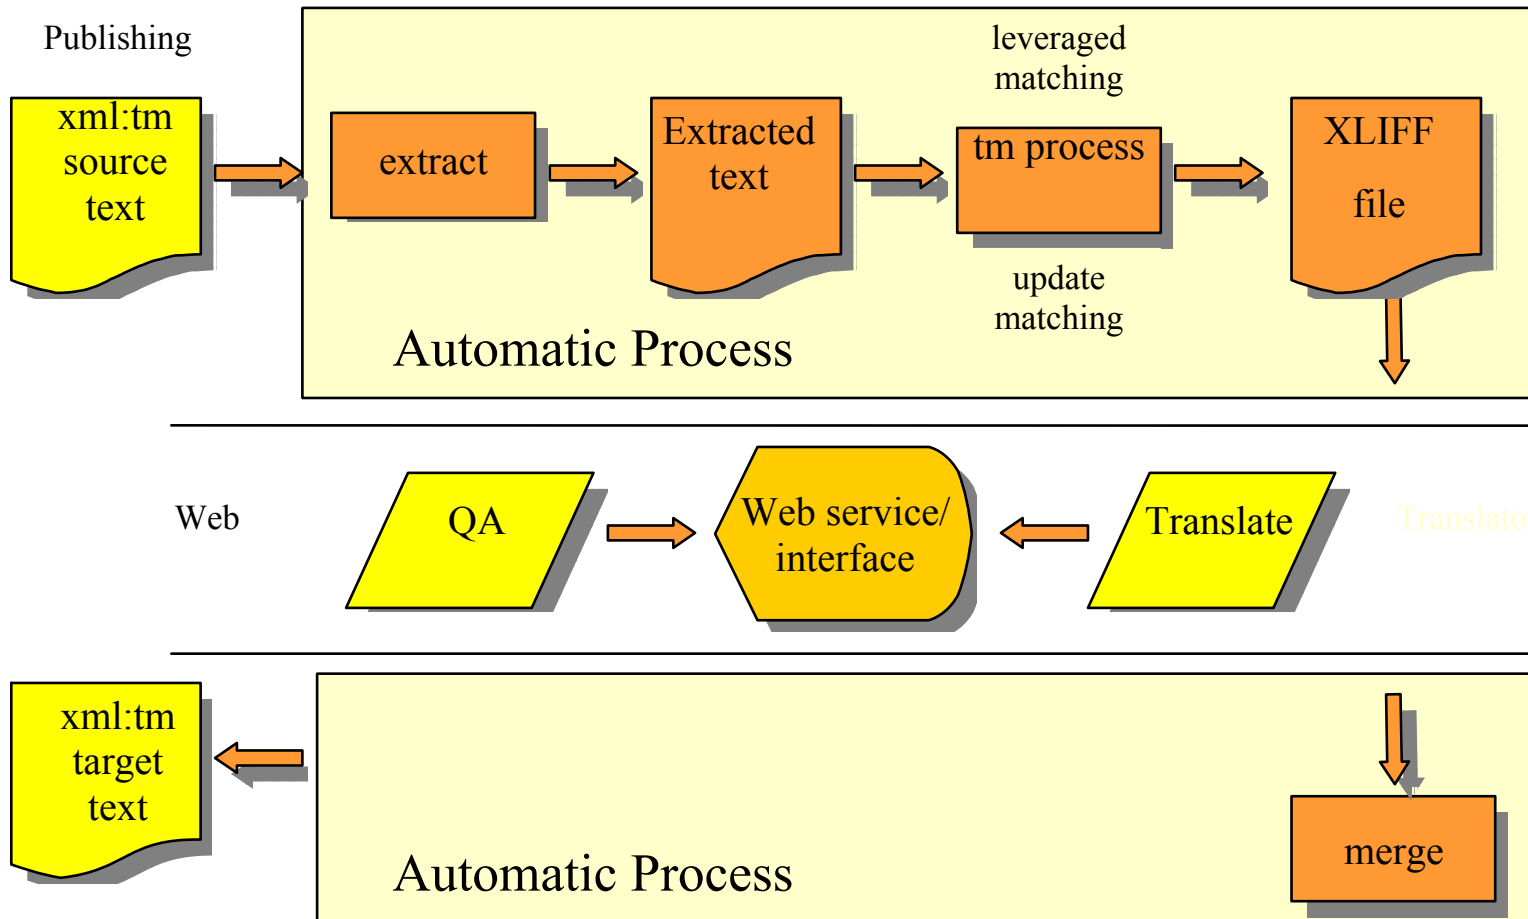 Publishing
xml:tm
source
text
extract
Extracted
text
leveraged
matching
tm process
update
matching
XLIFF
file
Automatic Process
Web
QA
Web service/
interface
Translate
xml:tm
target
text
Automatic Process
merge